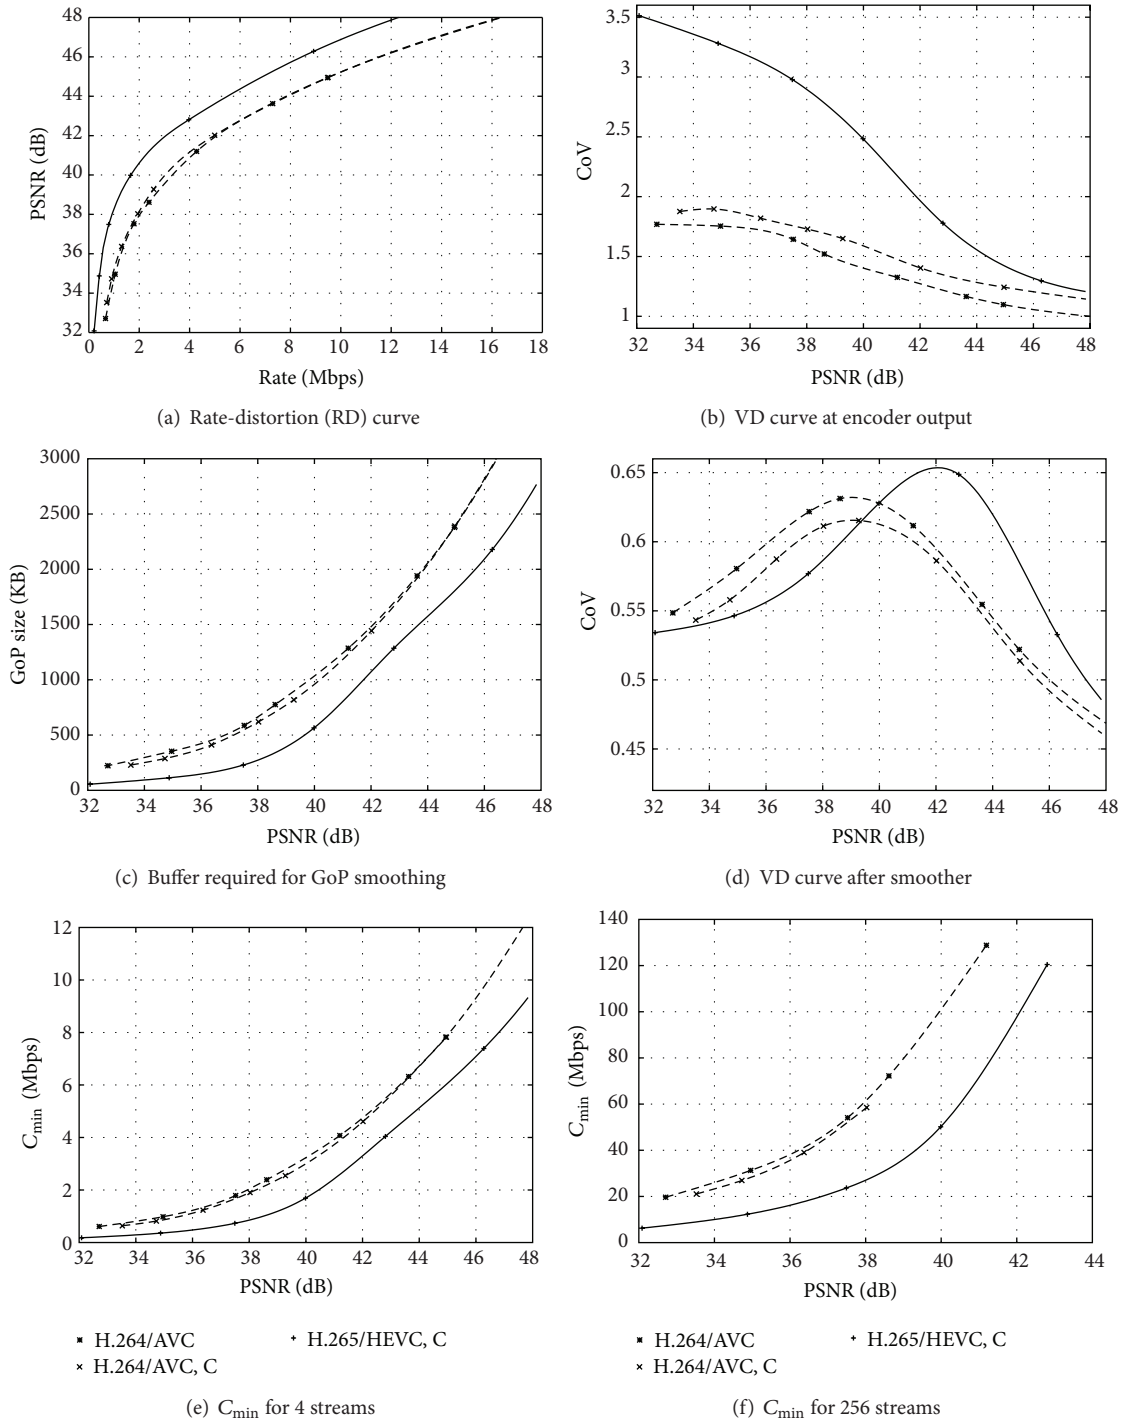 48
46
44
42
40
38
36
35
34
33
32
PSNR (dB)
0 2 4 6 8 10 12 14 16 18
Rate (Mbps)
(a) Rate-distortion (RD) curve
3.5
3
2.5
2
1.5
1
CoV
32 34 36 38 40 42 44 46 48
PSNR (dB)
(b) VD curve at encoder output
3000
2500
2000
1500
1000
500
0
GoP size (KB)
32 34 36 38 40 42 44 46 48
PSNR (dB)
(c) Buffer required for GoP smoothing
0.65
0.6
0.55
0.5
0.45
0.42
CoV
32 34 36 38 40 42 44 46 48
PSNR (dB)
(d) VD curve after smoother
12
10
8
6
4
2
0
Cmin (Mbps)
32 34 36 38 40 42 44 46 48
PSNR (dB)
H.264/AVC
H.264/AVC, C
H.265/HEVC, C
(e) Cmin for 4 streams
140
120
100
80
60
40
20
0
Cmin (Mbps)
32 34 36 38 40 42 44
PSNR (dB)
H.264/AVC
H.264/AVC, C
H.265/HEVC, C
(f) Cmin for 256 streams